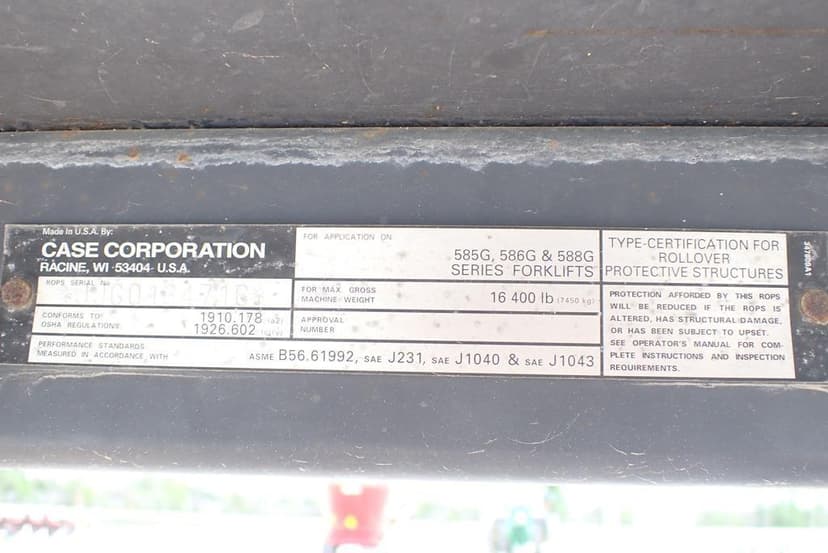 Made in U.S.A. By:
CASE CORPORATION
RACINE, WI 53404 U.S.A.
ROPS SERIAL No
CONFORMS TO
OSHA REGULATIONS
1910.178
1926.602
PERFORMANCE STANDARDS
MEASURED IN ACCORDANCE WITH
ASME B56.61992, SAE J231, SAE J1040 & SAE J1043
FOR APPLICATION ON
585G, 586G & 588G
SERIES FORKLIFTS
FOR MAX. GROSS
MACHINE WEIGHT
16 400 lb (7450 kg)
APPROVAL
NUMBER
TYPE-CERTIFICATION FOR
ROLLOVER
PROTECTIVE STRUCTURES
PROTECTION AFFORDED BY THIS ROPS
WILL BE REDUCED IF THE ROPS IS
ALTERED, HAS STRUCTURAL DAMAGE,
OR HAS BEEN SUBJECT TO UPSET.
SEE OPERATOR'S MANUAL FOR COM-
PLETE INSTRUCTIONS AND INSPECTION
REQUIREMENTS.